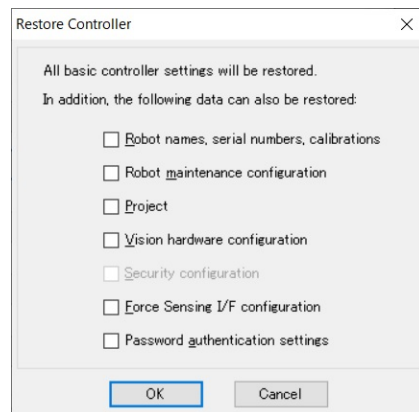 Restore Controller
All basic controller settings will be restored.
In addition, the following data can also be restored:
Robot names, serial numbers, calibrations
Robot maintenance configuration
Project
Vision hardware configuration
Security configuration
Force Sensing I/F configuration
Password authentication settings
OK Cancel